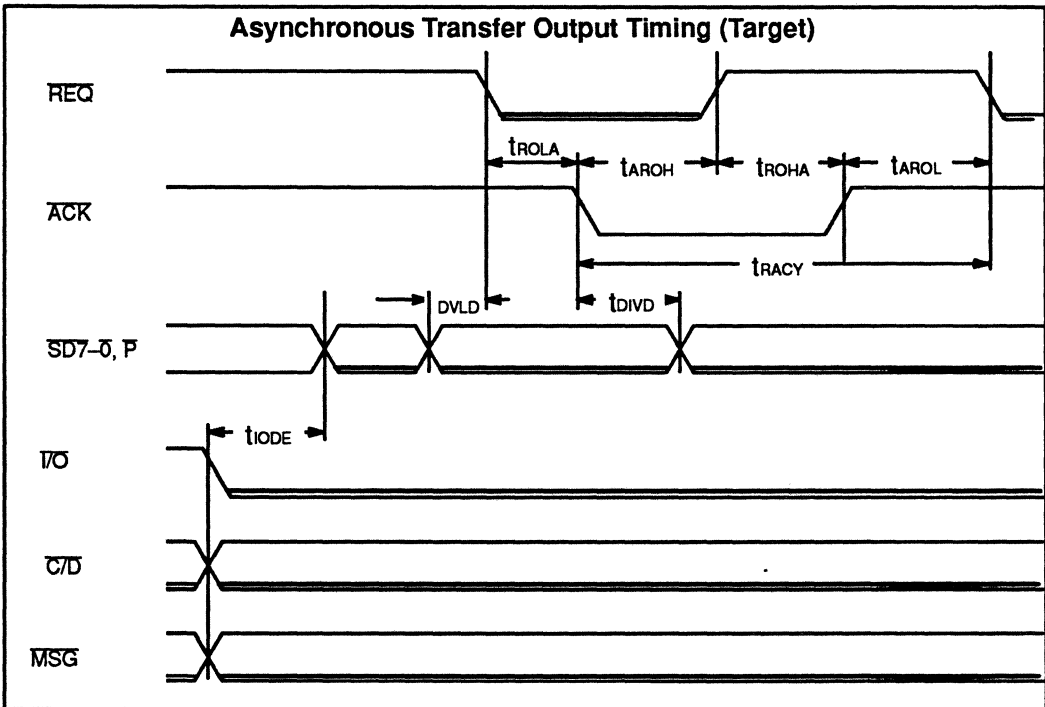 Asynchronous Transfer Output Timing (Target)
REQ
tROLA
tAROH
tROHA
tAROL
ACK
tRACY
DVLD
tDIVD
SD7–0, P
tIODE
I/O
C/D
MSG